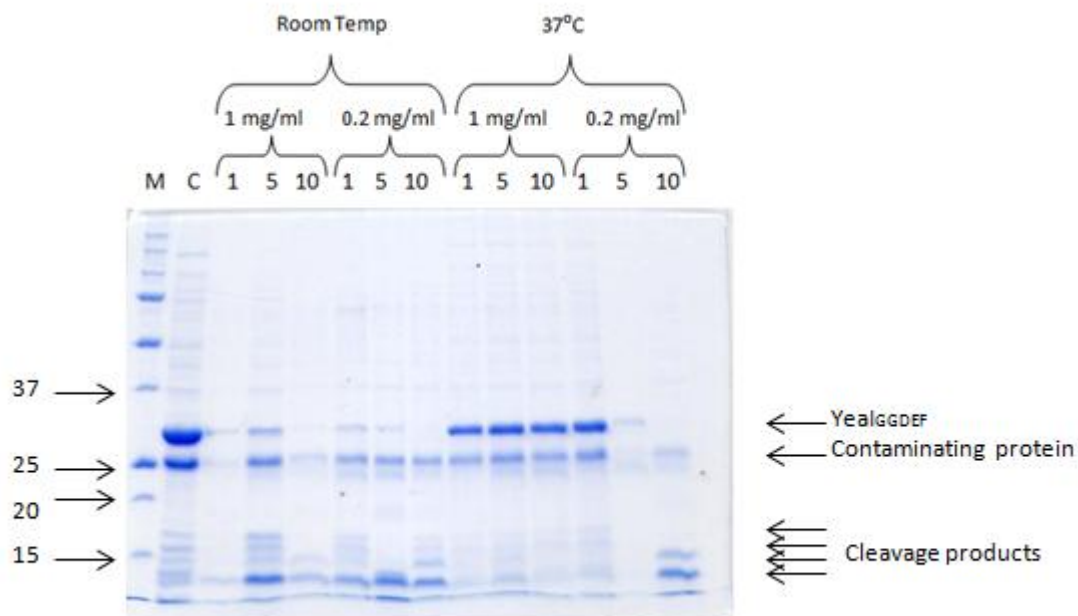 Room Temp 37°C
1 mg/ml 0.2 mg/ml 1 mg/ml 0.2 mg/ml
M C 1 5 10 1 5 10 1 5 10 1 5 10
37
YeaIGGDEF
Contaminating protein
25
20
15
Cleavage products